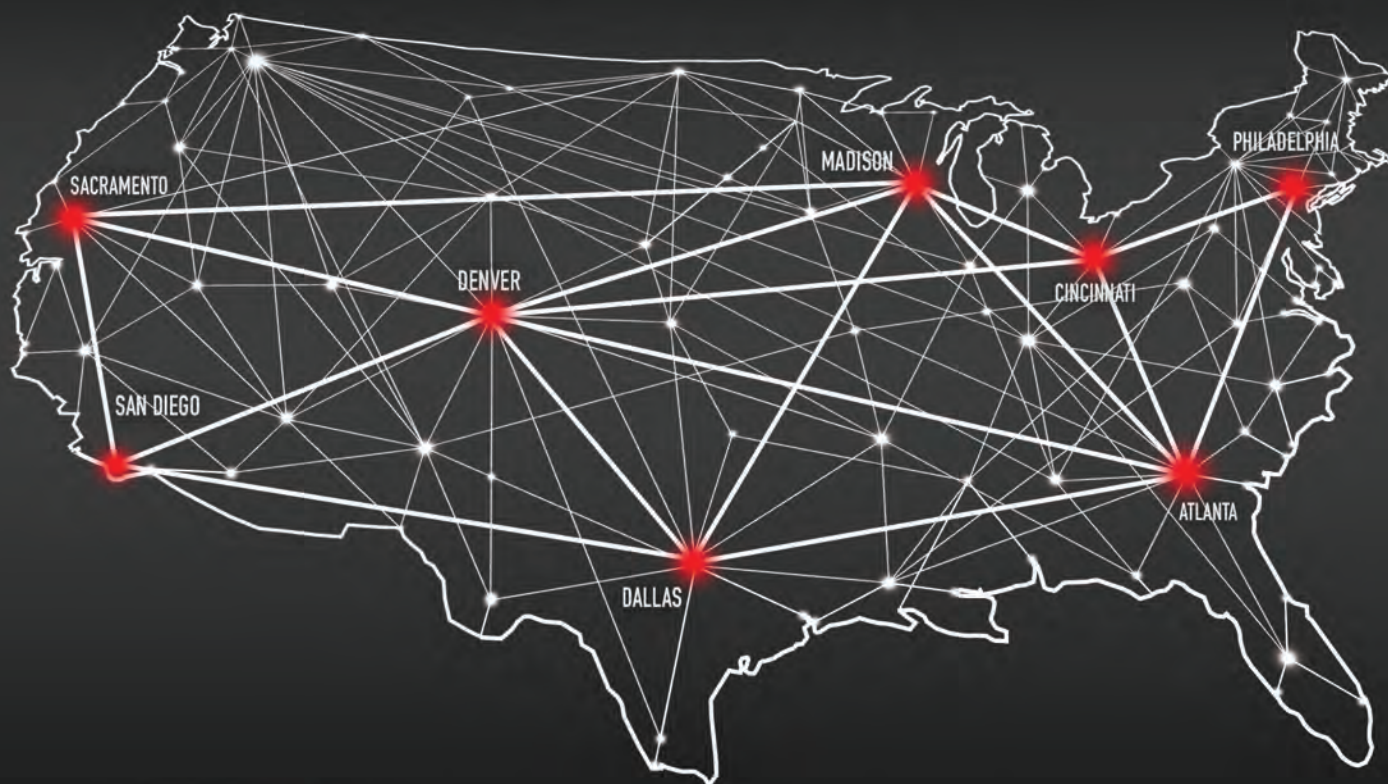 PHILADELPHIA
MADISON
SACRAMENTO
DENVER
CINCINNATI
SAN DIEGO
ATLANTA
DALLAS